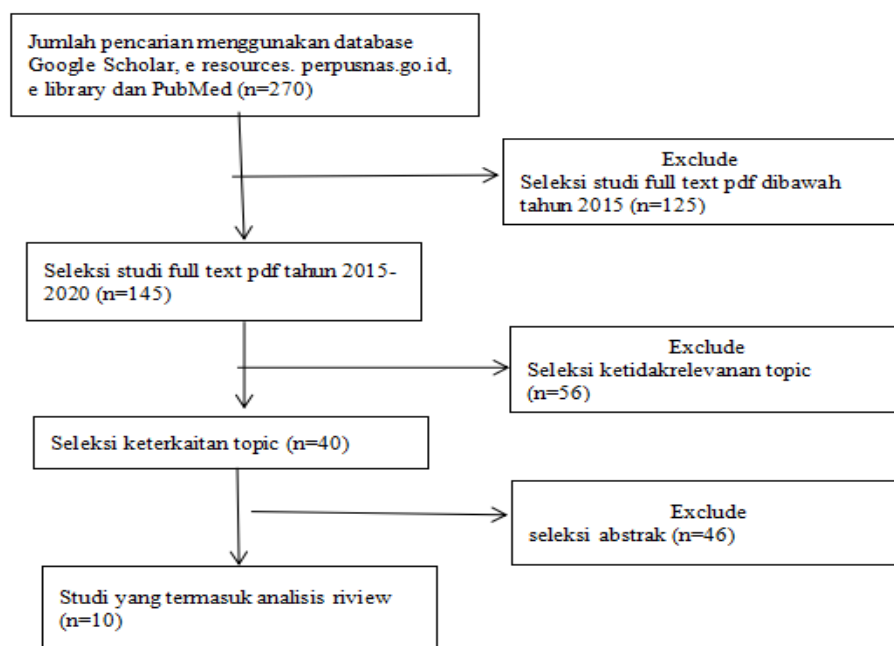 Jumlah pencarian menggunakan database
Google Scholar, e resources. perpusnas.go.id,
e library dan PubMed (n=270)
Exclude
Seleksi studi full text pdf dibawah
tahun 2015 (n=125)
Seleksi studi full text pdf tahun 2015-
2020 (n=145)
Exclude
Seleksi ketidakrelevanan topic
(n=56)
Seleksi keterkaitan topic (n=40)
Exclude
seleksi abstrak (n=46)
Studi yang termasuk analisis riview
(n=10)